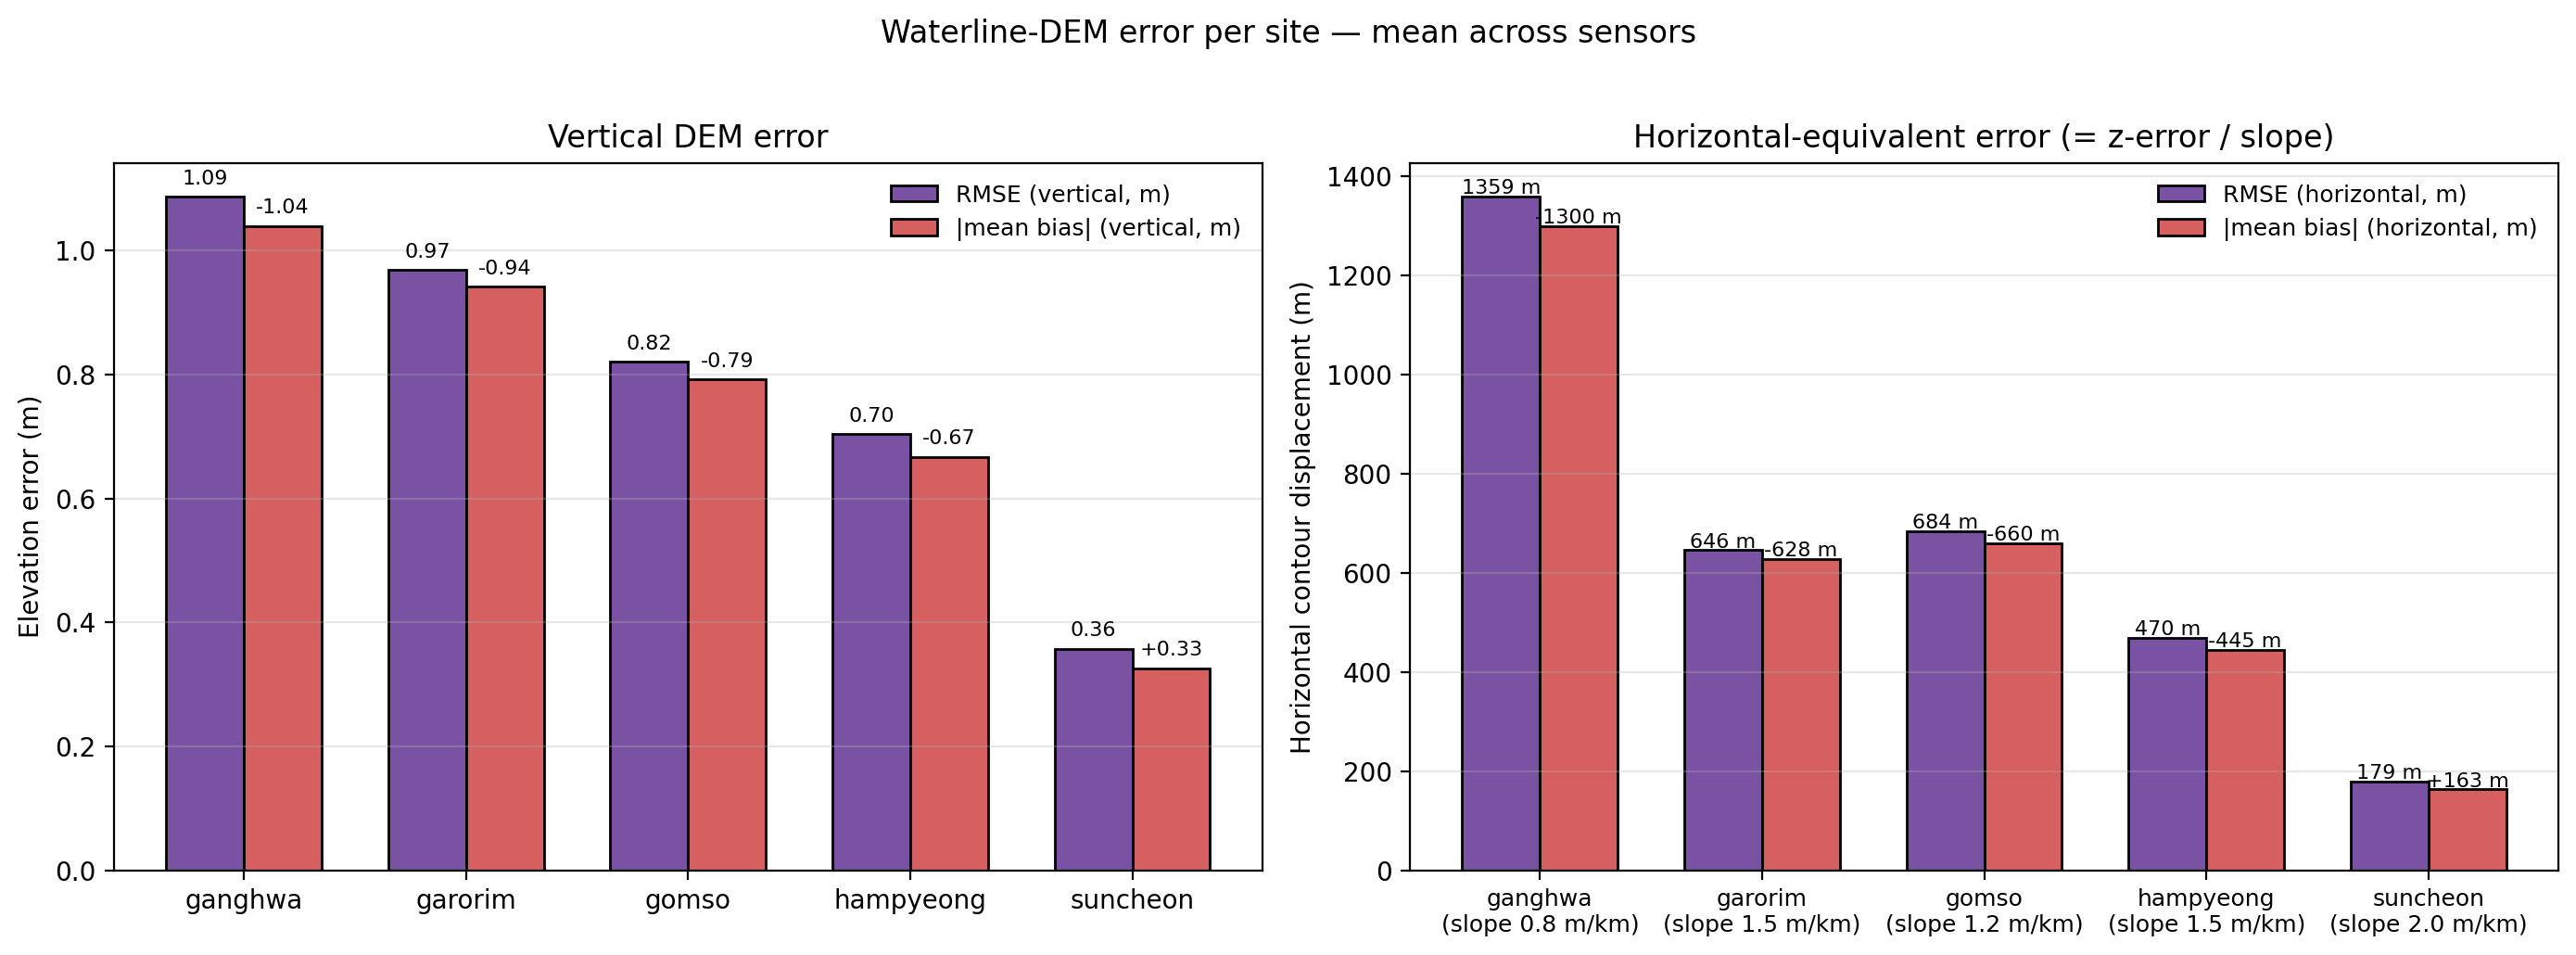 Waterline-DEM error per site — mean across sensors
Vertical DEM error
Elevation error (m)
1.0
0.8
0.6
0.4
0.2
0.0
1.09
-1.04
0.97
-0.94
0.82
-0.79
0.70
-0.67
0.36
+0.33
RMSE (vertical, m)
|mean bias| (vertical, m)
ganghwa
garorim
gomso
hampyeong
suncheon
Horizontal-equivalent error (= z-error / slope)
Horizontal contour displacement (m)
1400
1200
1000
800
600
400
200
0
1359 m
-1300 m
646 m
-628 m
684 m
-660 m
470 m
-445 m
179 m
+163 m
RMSE (horizontal, m)
|mean bias| (horizontal, m)
ganghwa
(slope 0.8 m/km)
garorim
(slope 1.5 m/km)
gomso
(slope 1.2 m/km)
hampyeong
(slope 1.5 m/km)
suncheon
(slope 2.0 m/km)